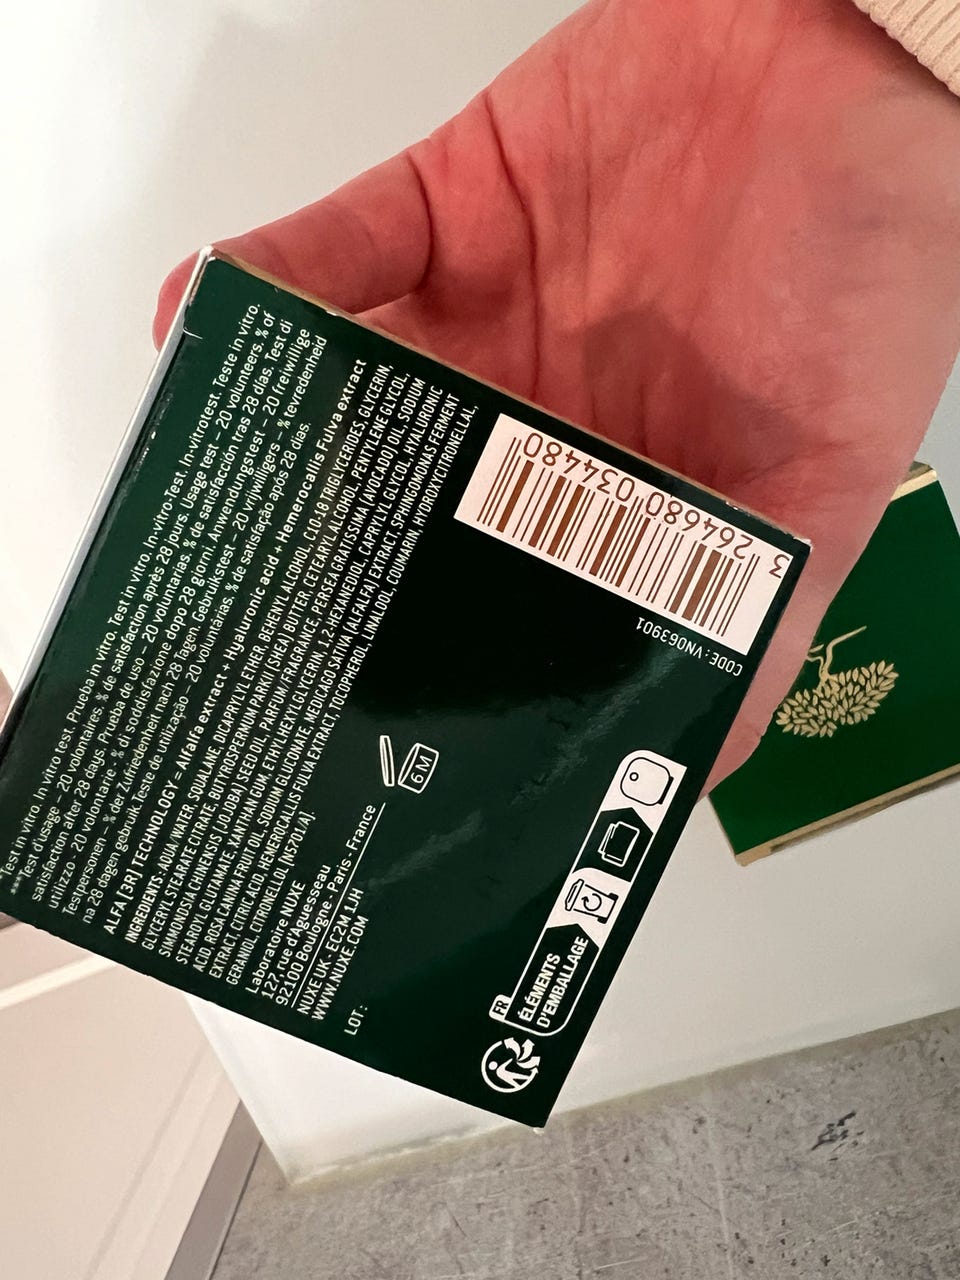 Test in vitro. In vitro test. Prueba in vitro. Test in vitro. In-vitro-Test. In-vitrotest. Teste in vitro.
***Test d'usage – 20 volontaires. % de satisfaction après 28 jours. Usage test – 20 volunteers. % of
satisfaction after 28 days. Prueba de uso – 20 voluntarias. % de satisfacción tras 28 días. Test di
utilizzo - 20 volontarie - % di soddisfazione dopo 28 giorni. Anwendungstest – 20 freiwillige
Testpersonen – % der Zufriedenheit nach 28 Tagen. Gebruikstest – 20 vrijwilligers – % tevredenheid
na 28 dagen gebruik. Teste de utilização – 20 voluntárias. % de satisfação após 28 dias.
ALFA [3R] TECHNOLOGY = Alfalfa extract + Hyaluronic acid + Hemerocallis Fulva extract
INGREDIENTS : AQUA/WATER, SQUALANE, DICAPRYLYL ETHER, BEHENYL ALCOHOL, C10-18 TRIGLYCERIDES, GLYCERIN,
GLYCERYL STEARATE CITRATE, BUTYROSPERMUM PARKII (SHEA) BUTTER, CETEARYL ALCOHOL, PENTYLENE GLYCOL,
SIMMONDSIA CHINENSIS (JOJOBA) SEED OIL, PARFUM/FRAGRANCE, PERSEA GRATISSIMA (AVOCADO) OIL, SODIUM
STEAROYL GLUTAMATE, XANTHAN GUM, ETHYLHEXYLGLYCERIN, 1,2-HEXANEDIOL, CAPRYLYL GLYCOL, HYALURONIC
ACID, ROSA CANINA FRUIT OIL, SODIUM GLUCONATE, MEDICAGO SATIVA (ALFALFA) EXTRACT, SPHINGOMONAS FERMENT
EXTRACT, CITRIC ACID, HEMEROCALLIS FULVA EXTRACT, TOCOPHEROL, LINALOOL, COUMARIN, HYDROXYCITRONELLAL,
GERANIOL, CITRONELLOL [N5201/A].
Laboratoire NUXE
127, rue d'Aguesseau
92100 Boulogne - Paris - France
NUXE UK - EC2M LJH
WWW.NUXE.COM
LOT:
6M
3 264680 034480
CODE : VN063901
FR
ÉLÉMENTS
D'EMBALLAGE